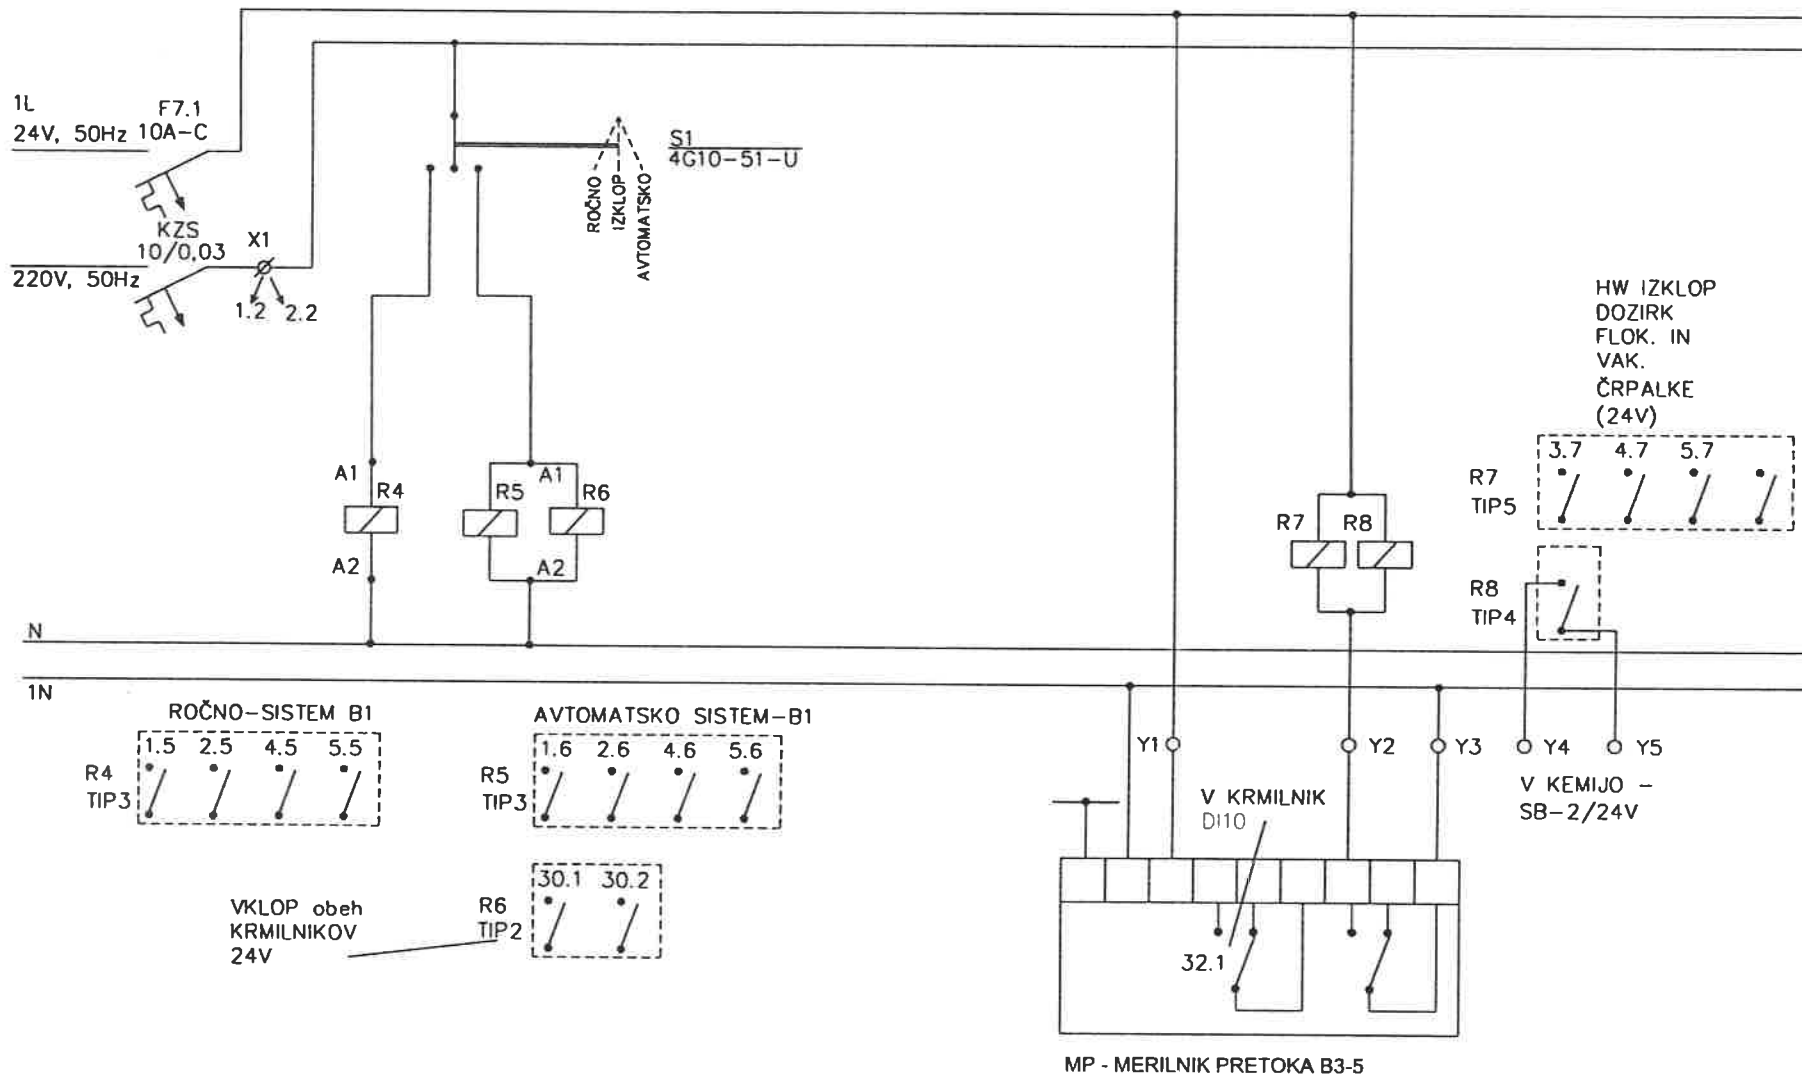 1L
24V, 50Hz
F7.1
10A-C
KZS
10/0,03
X1
220V, 50Hz
1.2 2.2
S1
4G10-51-U
ROČNO
IZKLOP
AVTOMATSKO
HW IZKLOP
DOZIRK
FLOK. IN
VAK.
ČRPALKE
(24V)
3.7 4.7 5.7
R7
TIP5
R8
TIP4
A1
R4
A2
R5
A1
R6
A2
R7
R8
N
1N
ROČNO-SISTEM B1
1.5 2.5 4.5 5.5
R4
TIP3
AVTOMATSKO SISTEM-B1
1.6 2.6 4.6 5.6
R5
TIP3
30.1 30.2
R6
TIP2
VKLOP obeh
KRMILNIKOV
24V
Y1
Y2
Y3
Y4
Y5
V KEMIJO -
SB-2/24V
V KRMILNIK
DI10
32.1
MP - MERILNIK PRETOKA B3-5